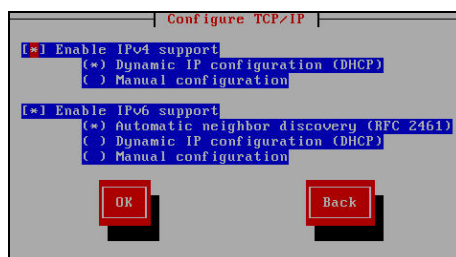 Configure TCP/IP
[*] Enable IPv4 support
(*) Dynamic IP configuration (DHCP)
( ) Manual configuration
[*] Enable IPv6 support
(*) Automatic neighbor discovery (RFC 2461)
( ) Dynamic IP configuration (DHCP)
( ) Manual configuration
OK Back